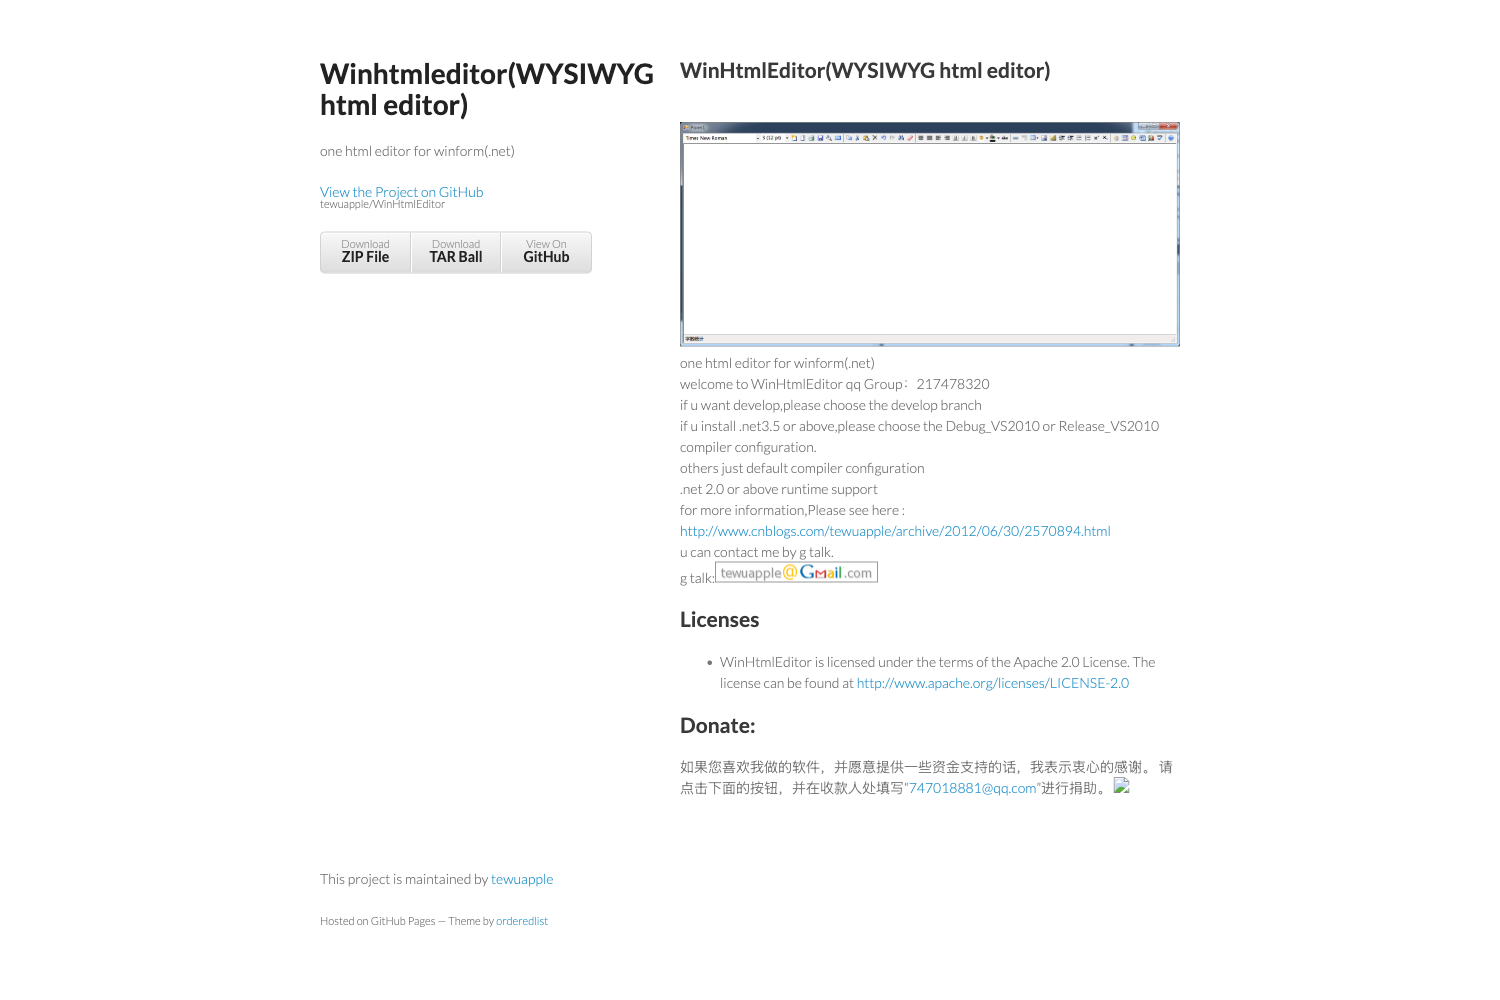 Winhtmleditor(WYSIWYG
html editor)
one html editor for winform(.net)
View the Project on GitHub
tewuapple/WinHtmlEditor
Download
ZIP File
Download
TAR Ball
View On
GitHub
WinHtmlEditor(WYSIWYG html editor)
Times New Roman
3 (12 pt)
字数统计
one html editor for winform(.net)
welcome to WinHtmlEditor qq Group：217478320
if u want develop,please choose the develop branch
if u install .net3.5 or above,please choose the Debug_VS2010 or Release_VS2010
compiler configuration.
others just default compiler configuration
.net 2.0 or above runtime support
for more information,Please see here :
http://www.cnblogs.com/tewuapple/archive/2012/06/30/2570894.html
u can contact me by g talk.
g talk:tewuapple@GMail.com
Licenses
• WinHtmlEditor is licensed under the terms of the Apache 2.0 License. The
license can be found at http://www.apache.org/licenses/LICENSE-2.0
Donate:
如果您喜欢我做的软件，并愿意提供一些资金支持的话，我表示衷心的感谢。 请
点击下面的按钮，并在收款人处填写“747018881@qq.com”进行捐助。
This project is maintained by tewuapple
Hosted on GitHub Pages — Theme by orderedlist